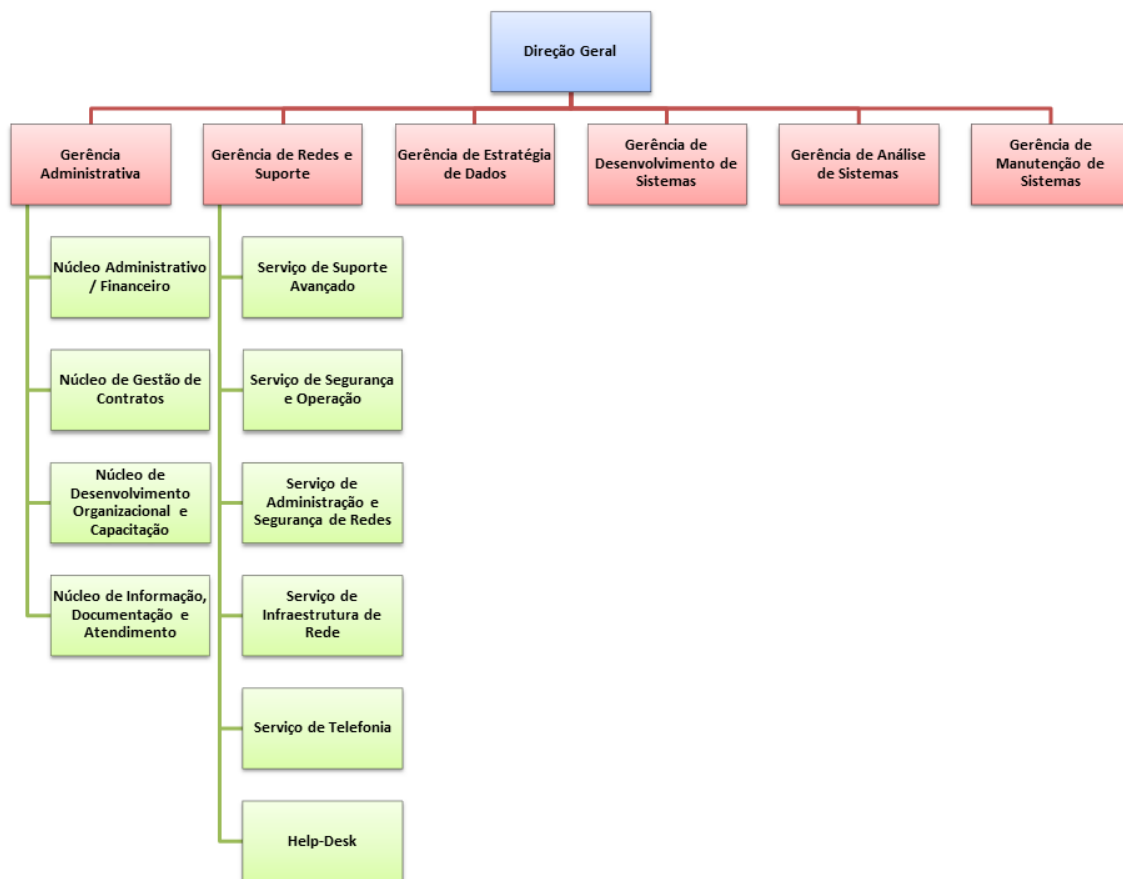 Direção Geral
Gerência
Administrativa
Gerência de Redes e
Suporte
Gerência de Estratégia
de Dados
Gerência de
Desenvolvimento de
Sistemas
Gerência de Análise
de Sistemas
Gerência de
Manutenção de
Sistemas
Núcleo Administrativo
/ Financeiro
Núcleo de Gestão de
Contratos
Núcleo de
Desenvolvimento
Organizacional e
Capacitação
Núcleo de Informação,
Documentação e
Atendimento
Serviço de Suporte
Avançado
Serviço de Segurança
e Operação
Serviço de
Administração e
Segurança de Redes
Serviço de
Infraestrutura de
Rede
Serviço de Telefonia
Help-Desk